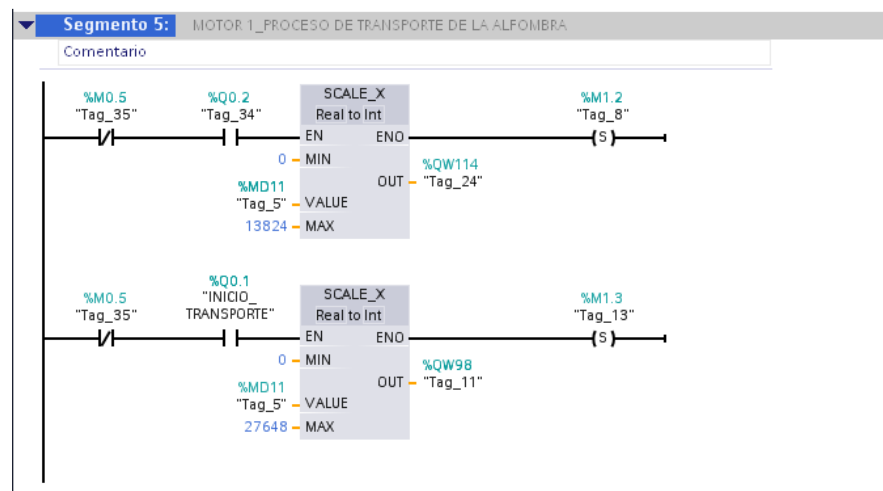 Segmento 5: MOTOR 1_PROCESO DE TRANSPORTE DE LA ALFOMBRA
Comentario
%M0.5
"Tag_35"
%Q0.2
"Tag_34"
SCALE_X
Real to Int
EN ENO
%M1.2
"Tag_8"
S
0 MIN
%QW114
OUT "Tag_24"
%MD11
"Tag_5" VALUE
13824 MAX
%M0.5
"Tag_35"
%Q0.1
"INICIO_
TRANSPORTE"
SCALE_X
Real to Int
EN ENO
%M1.3
"Tag_13"
S
0 MIN
%QW98
OUT "Tag_11"
%MD11
"Tag_5" VALUE
27648 MAX